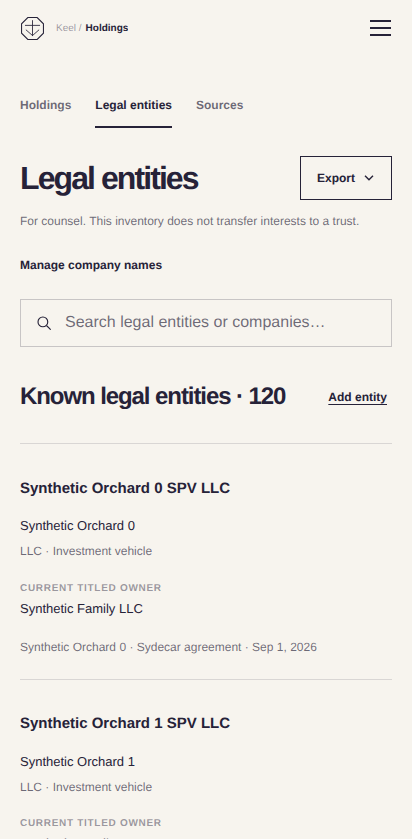 Keel / Holdings
Holdings Legal entities Sources
Legal entities
Export
For counsel. This inventory does not transfer interests to a trust.
Manage company names
Search legal entities or companies…
Known legal entities · 120
Add entity
Synthetic Orchard 0 SPV LLC
Synthetic Orchard 0
LLC · Investment vehicle
CURRENT TITLED OWNER
Synthetic Family LLC
Synthetic Orchard 0 · Sydecar agreement · Sep 1, 2026
Synthetic Orchard 1 SPV LLC
Synthetic Orchard 1
LLC · Investment vehicle
CURRENT TITLED OWNER